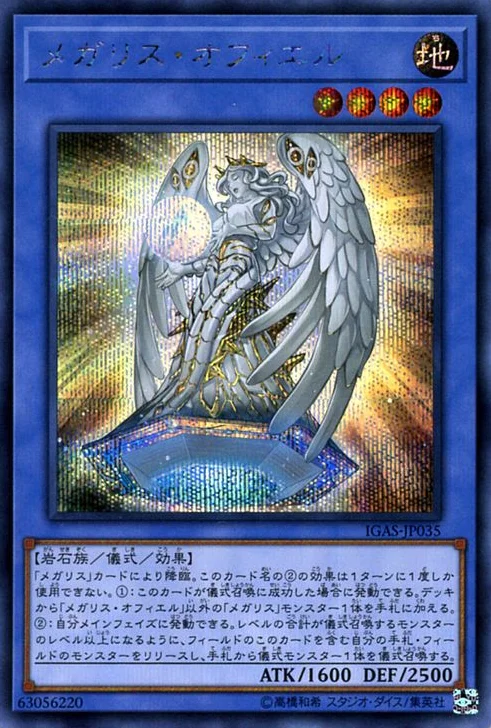 メガリス・オフィエル
地
IGAS-JP035
【岩石族／儀式／効果】
「メガリス」カードにより降臨。このカード名の②の効果は1ターンに1度しか
使用できない。①：このカードが儀式召喚に成功した場合に発動できる。デッキ
から「メガリス・オフィエル」以外の「メガリス」モンスター1体を手札に加える。
②：自分メインフェイズに発動できる。レベルの合計が儀式召喚するモンスター
のレベル以上になるように、フィールドのこのカードを含む自分の手札・フィー
ルドのモンスターをリリースし、手札から儀式モンスター1体を儀式召喚する。
ATK/1600 DEF/2500
63056220
©高橋和希 スタジオ・ダイス/集英社